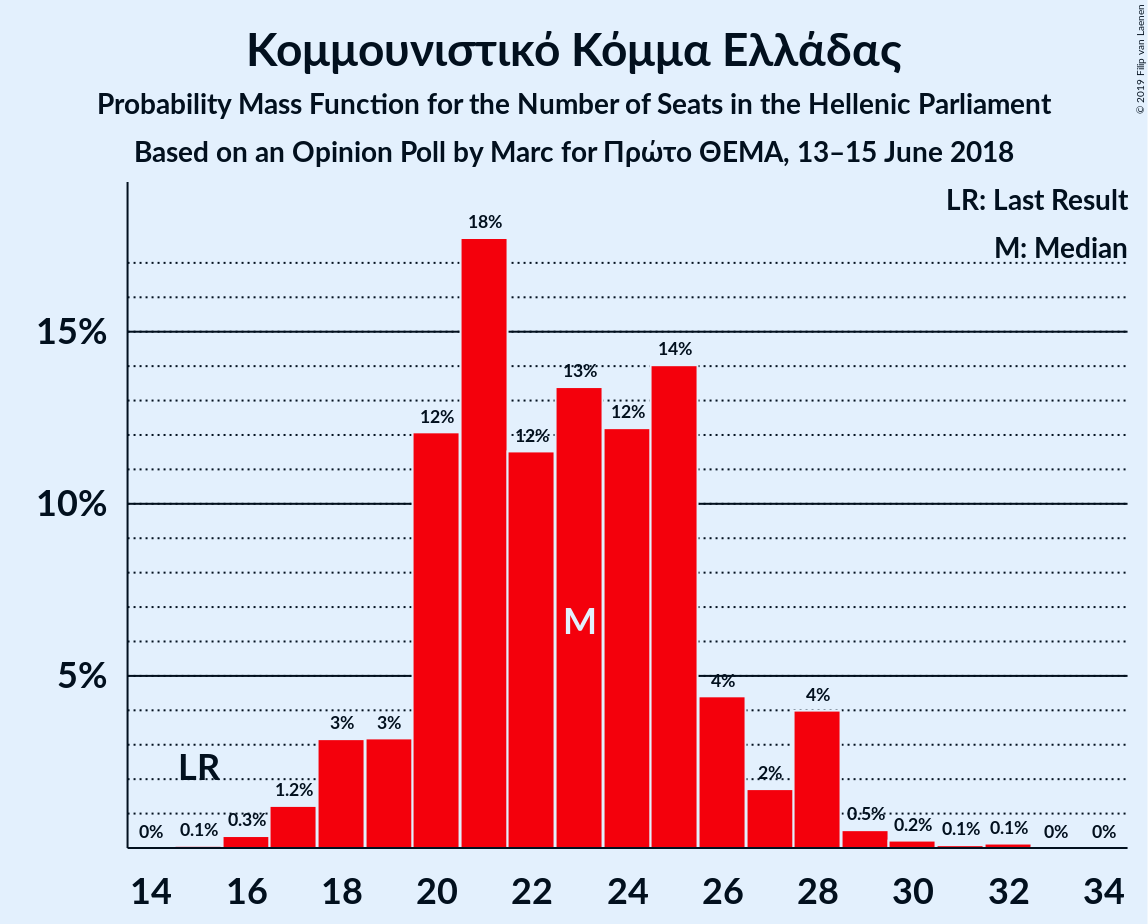 Κομμουνιστικό Κόμμα Ελλάδας
Probability Mass Function for the Number of Seats in the Hellenic Parliament
Based on an Opinion Poll by Marc for Πρώτο ΘΕΜΑ, 13–15 June 2018
© 2019 Filip van Laenen
LR: Last Result
M: Median
18%
15%
14%
13%
12%
12%
12%
10%
M
5%
4%
4%
3%
3%
LR
2%
1.2%
0.3%
0.5%
0%
0.1%
0.2%
0.1%
0.1%
0%
0%
14 16 18 20 22 24 26 28 30 32 34